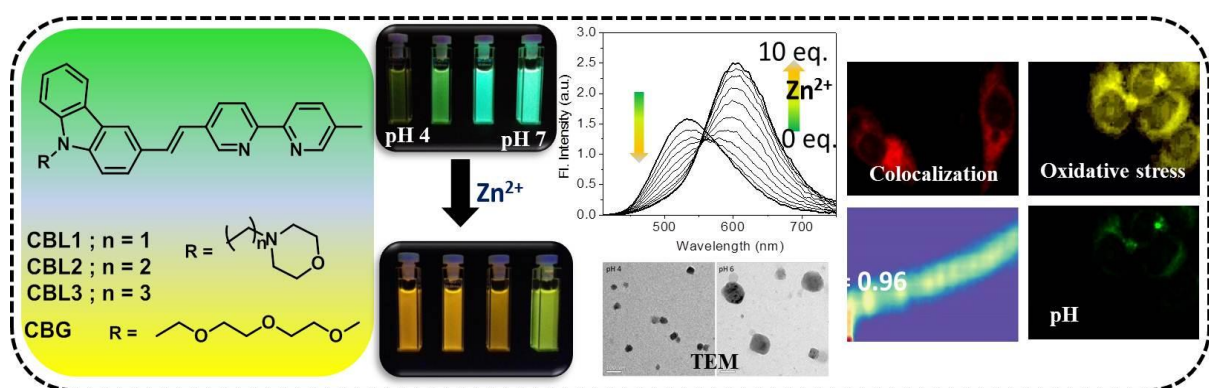 N
R
N
N
CBL1 ; n = 1
CBL2 ; n = 2
CBL3 ; n = 3
R =
n
N
O
CBG
R =
O
O
O
pH 4
pH 7
Zn²⁺
Fl. Intensity (a.u.)
3.0
2.5
2.0
1.5
1.0
0.5
0.0
500
600
700
Wavelength (nm)
10 eq.
Zn²⁺
0 eq.
pH 4
pH 6
TEM
Colocalization
Oxidative stress
= 0.96
pH